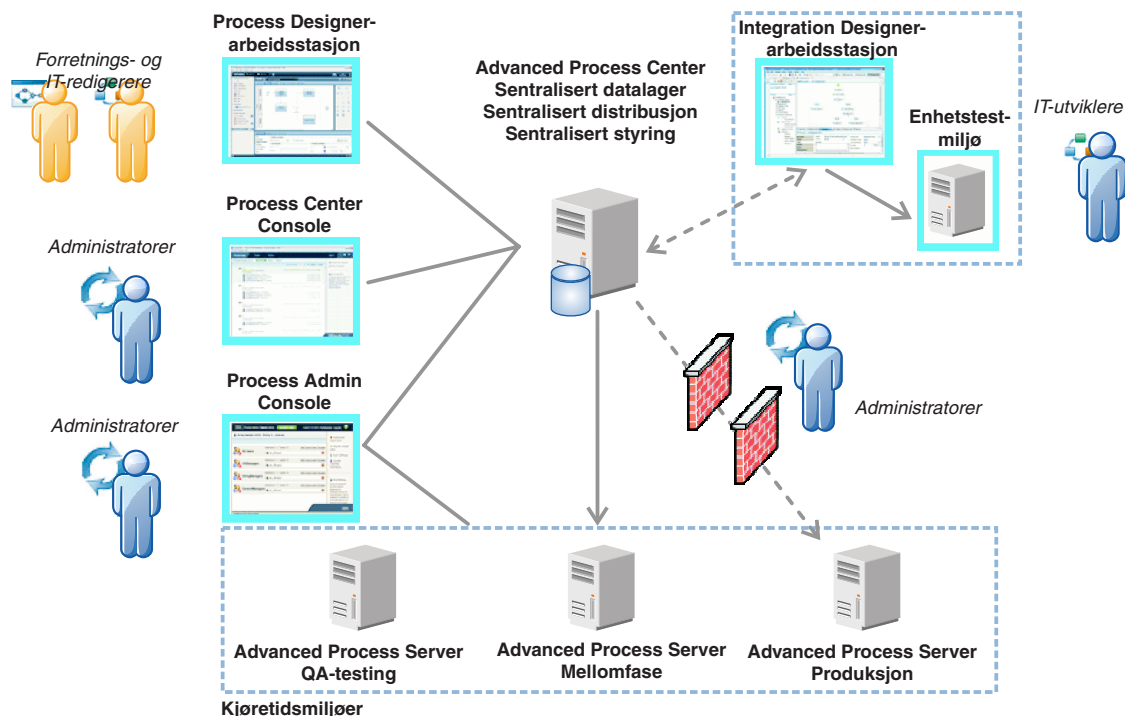 Process Designer-
arbeidsstasjon
Forretnings- og
IT-redigerere
Advanced Process Center
Sentralisert datalager
Sentralisert distribusjon
Sentralisert styring
Integration Designer-
arbeidsstasjon
Enhetstest-
miljø
IT-utviklere
Process Center
Console
Administratorer
Process Admin
Console
Administratorer
Administratorer
Advanced Process Server
QA-testing
Advanced Process Server
Mellomfase
Advanced Process Server
Produksjon
Kjøretidsmiljøer